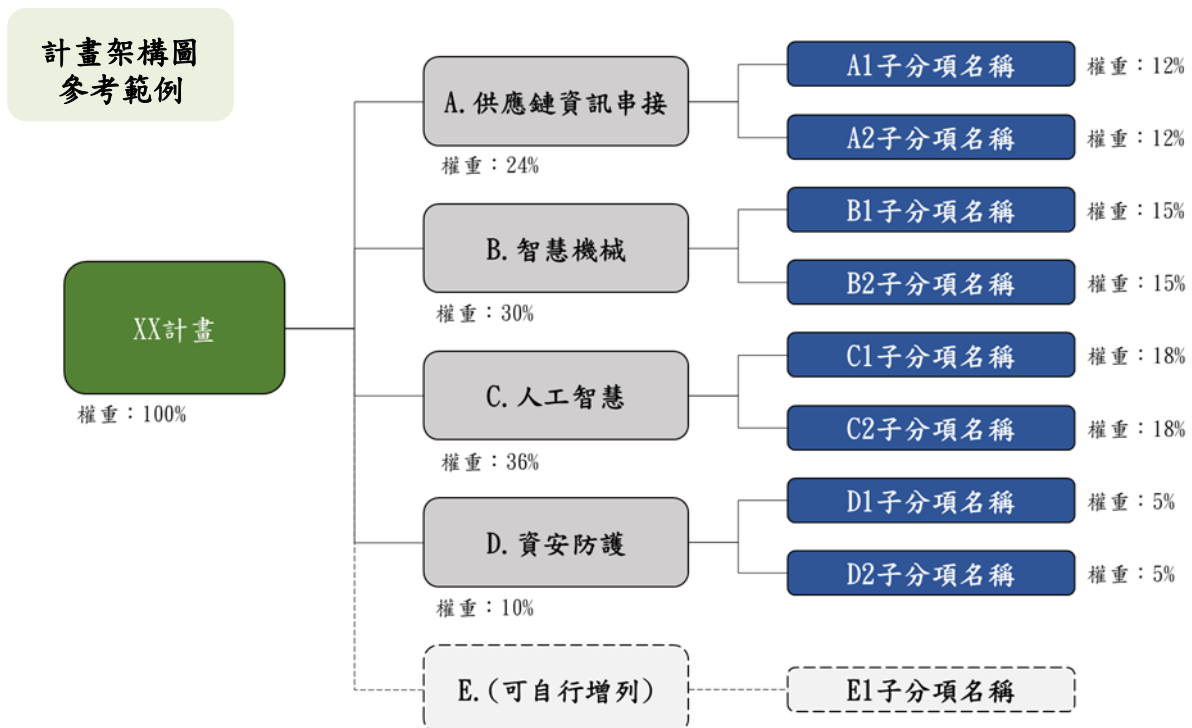 計畫架構圖
參考範例
XX計畫
權重：100%
A.供應鏈資訊串接
權重：24%
A1子分項名稱
權重：12%
A2子分項名稱
權重：12%
B.智慧機械
權重：30%
B1子分項名稱
權重：15%
B2子分項名稱
權重：15%
C.人工智慧
權重：36%
C1子分項名稱
權重：18%
C2子分項名稱
權重：18%
D.資安防護
權重：10%
D1子分項名稱
權重：5%
D2子分項名稱
權重：5%
E.(可自行增列)
E1子分項名稱